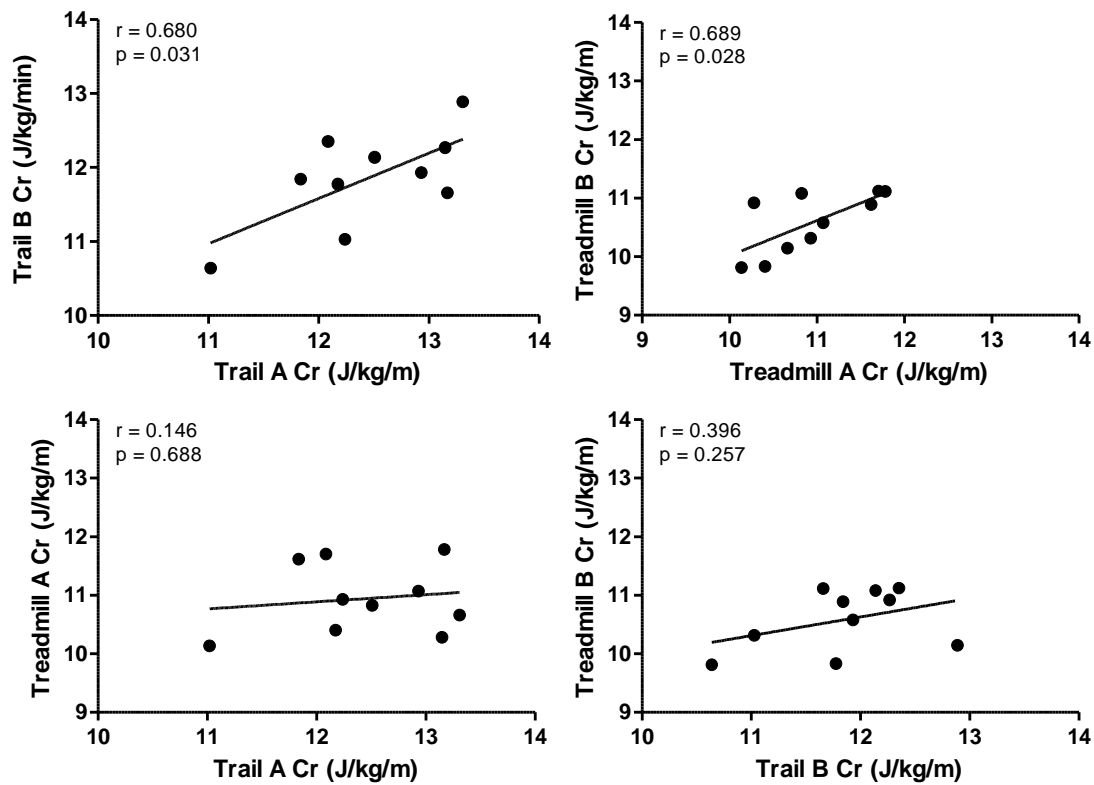 r = 0.680
p = 0.031
Trail B Cr (J/kg/min)
14
13
12
11
10
10 11 12 13 14
Trail A Cr (J/kg/m)
r = 0.689
p = 0.028
Treadmill B Cr (J/kg/m)
14
13
12
11
10
9
9 10 11 12 13 14
Treadmill A Cr (J/kg/m)
r = 0.146
p = 0.688
Treadmill A Cr (J/kg/m)
14
13
12
11
10
9
10 11 12 13 14
Trail A Cr (J/kg/m)
r = 0.396
p = 0.257
Treadmill B Cr (J/kg/m)
14
13
12
11
10
9
10 11 12 13 14
Trail B Cr (J/kg/m)